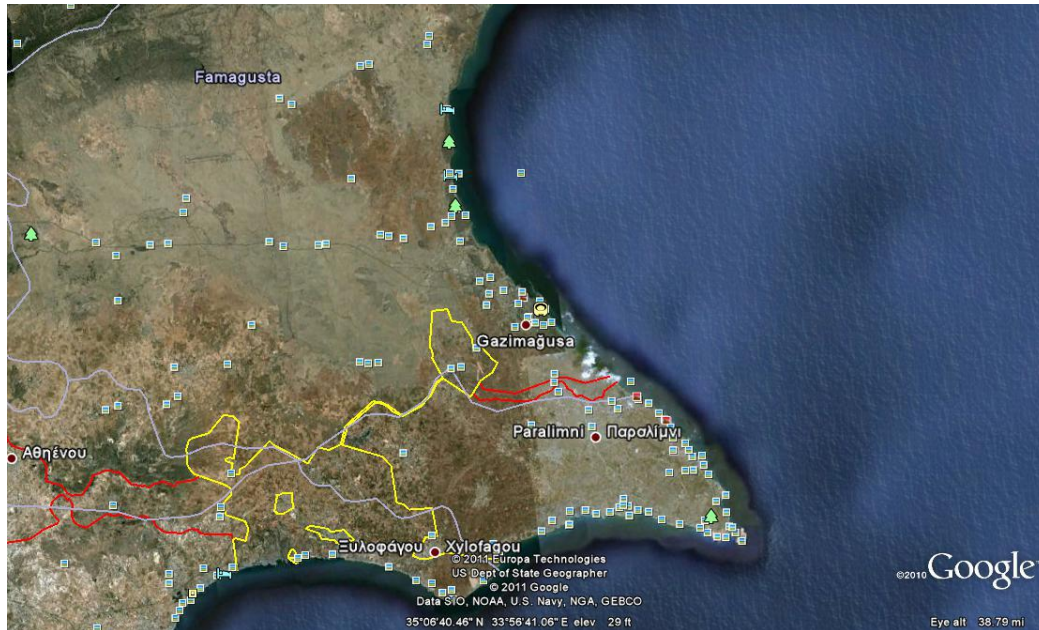 Famagusta
Gazimağusa
Paralimni Παραλίμνι
Αθηένου
Ξυλοφάγου Xylofagou
© 2011 Europa Technologies
US Dept of State Geographer
© 2011 Google
Data SIO, NOAA, U.S. Navy, NGA, GEBCO
©2010 Google
35°06'40.46" N 33°56'41.06" E elev 29 ft
Eye alt 38.79 mi